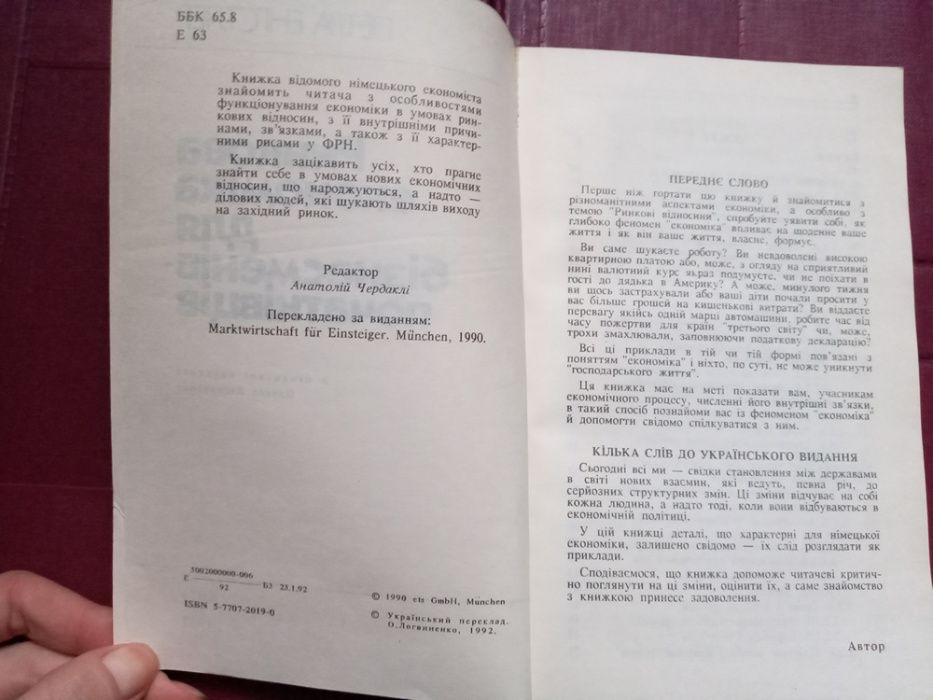 ББК 65.8
Е 63
Книжка відомого німецького економіста
знайомить читача з особливостями
функціонування економіки в умовах рин-
кових відносин, з її внутрішніми причи-
нами, зв'язками, а також з її характер-
ними рисами у ФРН.
Книжка зацікавить усіх, хто прагне
знайти себе в умовах нових економічних
відносин, що народжуються, а надто —
ділових людей, які шукають шляхів виходу
на західний ринок.
Редактор
Анатолій Чердаклі
Перекладено за виданням:
Marktwirtschaft für Einsteiger. München, 1990.
Е 5002000000-006
92
БЗ 23.1.92
ISBN 5-7707-2019-0
© 1990 ets GmbH, München
© Український переклад.
О.Логвиненко, 1992.
ПЕРЕДНЄ СЛОВО
Перше ніж гортати цю книжку й знайомитися з
різноманітними аспектами економіки, а особливо з
темою "Ринкові відносини", спробуйте уявити собі, як
глибоко феномен "економіка" впливає на щоденне ваше
життя і як він ваше життя, власне, формує.
Ви саме шукаєте роботу? Ви невдоволені високою
квартирною платою або, може, з огляду на сприятливий
нині валютний курс якраз подумуєте, чи не поїхати в
гості до дядька в Америку? А може, минулого тижня
ви щось застрахували або ваші діти почали просити у
вас більше грошей на кишенькові витрати? Ви віддаєте
перевагу якійсь одній марці автомашини, робите час від
часу пожертви для країн "третього світу" чи, може,
трохи змахлювали, заповнюючи податкову декларацію?
Всі ці приклади в тій чи тій формі пов'язані з
поняттям "економіка" і ніхто, по суті, не може уникнути
"господарського життя".
Ця книжка має на меті показати вам, учасникам
економічного процесу, численні його внутрішні зв'язки,
в такий спосіб познайоми вас із феноменом "економіка"
й допомогти свідомо спілкуватися з ним.
КІЛЬКА СЛІВ ДО УКРАЇНСЬКОГО ВИДАННЯ
Сьогодні всі ми — свідки становлення між державами
в світі нових взаємин, які ведуть, певна річ, до
серйозних структурних змін. Ці зміни відчуває на собі
кожна людина, а надто тоді, коли вони відбуваються в
економічній політиці.
У цій книжці деталі, що характерні для німецької
економіки, залишено свідомо — їх слід розглядати як
приклади.
Сподіваємося, що книжка допоможе читачеві критич-
но поглянути на ці зміни, оцінити їх, а саме знайомство
з книжкою принесе задоволення.
Автор